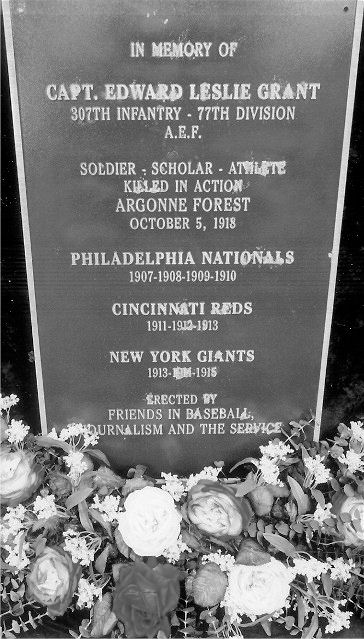 IN MEMORY OF
CAPT. EDWARD LESLIE GRANT
307TH INFANTRY - 77TH DIVISION
A.E.F.
SOLDIER - SCHOLAR - ATHLETE
KILLED IN ACTION
ARGONNE FOREST
OCTOBER 5, 1918
PHILADELPHIA NATIONALS
1907-1908-1909-1910
CINCINNATI REDS
1911-1912-1913
NEW YORK GIANTS
1913-1914-1915
ERECTED BY
FRIENDS IN BASEBALL,
JOURNALISM AND THE SERVICE